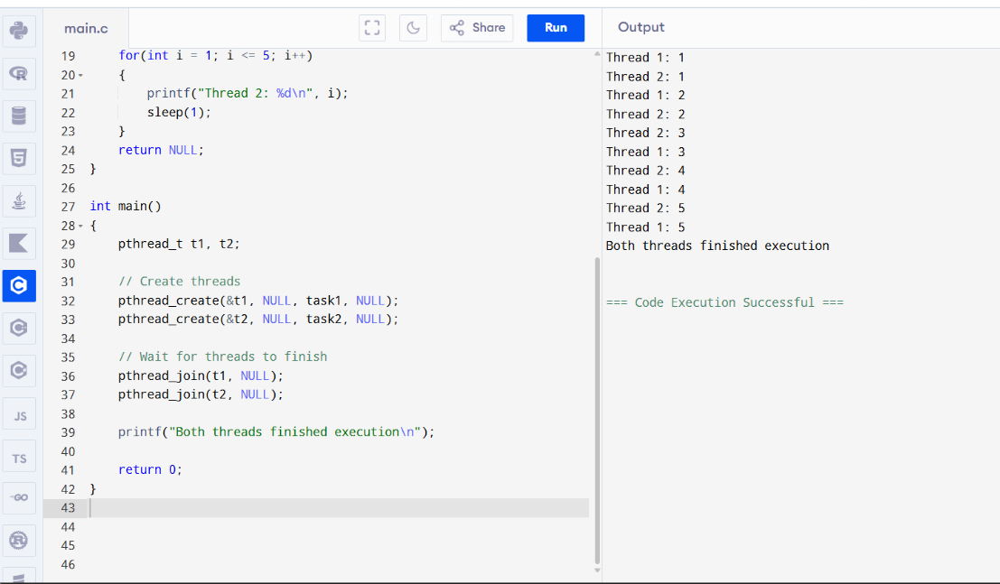 main.c
Share
Run
Output
19     for(int i = 1; i <= 5; i++)
20     {
21         printf("Thread 2: %d\n", i);
22         sleep(1);
23     }
24     return NULL;
25 }
26
27 int main()
28 {
29     pthread_t t1, t2;
30
31     // Create threads
32     pthread_create(&t1, NULL, task1, NULL);
33     pthread_create(&t2, NULL, task2, NULL);
34
35     // Wait for threads to finish
36     pthread_join(t1, NULL);
37     pthread_join(t2, NULL);
38
39     printf("Both threads finished execution\n");
40
41     return 0;
42 }
43
44
45
46
Thread 1: 1
Thread 2: 1
Thread 1: 2
Thread 2: 2
Thread 2: 3
Thread 1: 3
Thread 2: 4
Thread 1: 4
Thread 2: 5
Thread 1: 5
Both threads finished execution
=== Code Execution Successful ===
R
5
C
C
C
JS
TS
GO
R